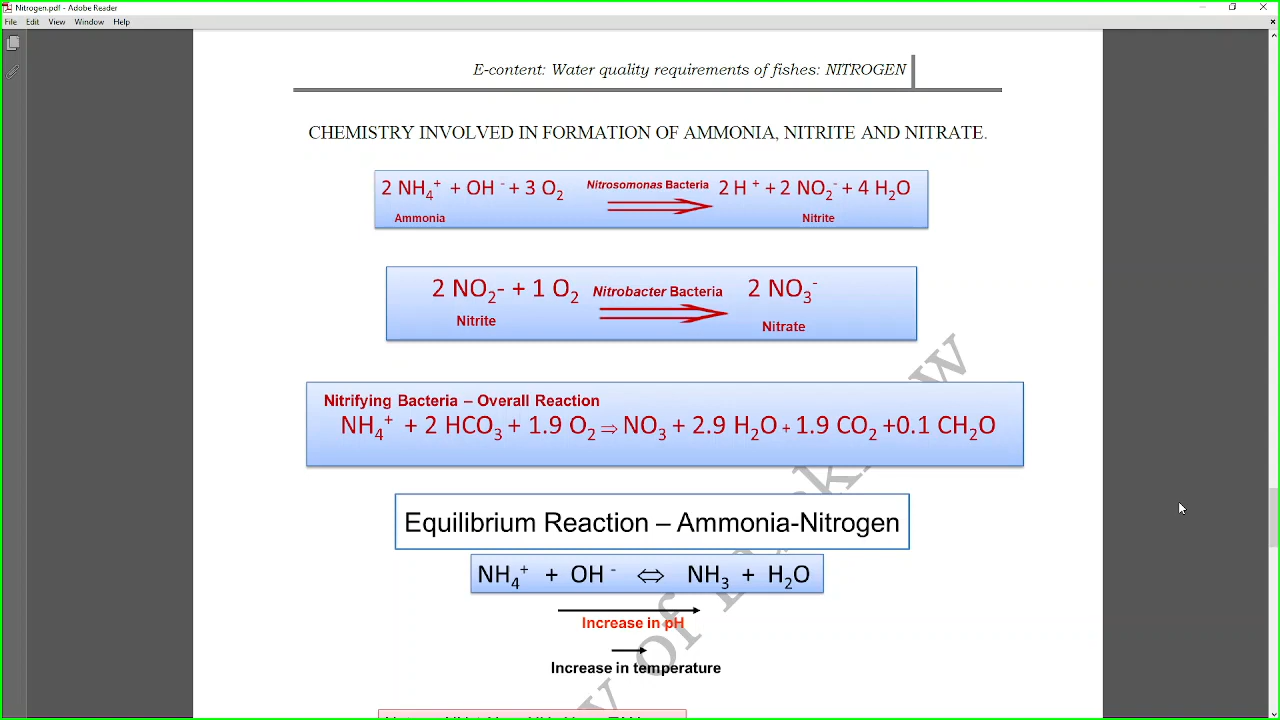 Nitrogen.pdf - Adobe Reader
File Edit View Window Help
E-content: Water quality requirements of fishes: NITROGEN
CHEMISTRY INVOLVED IN FORMATION OF AMMONIA, NITRITE AND NITRATE.
2 NH₄⁺ + OH⁻ + 3 O₂ Nitrosomonas Bacteria 2 H⁺ + 2 NO₂⁻ + 4 H₂O
Ammonia Nitrite
2 NO₂- + 1 O₂ Nitrobacter Bacteria 2 NO₃⁻
Nitrite Nitrate
Nitrifying Bacteria – Overall Reaction
NH₄⁺ + 2 HCO₃ + 1.9 O₂ ⇒ NO₃ + 2.9 H₂O + 1.9 CO₂ +0.1 CH₂O
Equilibrium Reaction – Ammonia-Nitrogen
NH₄⁺ + OH⁻ ⇔ NH₃ + H₂O
Increase in pH
Increase in temperature
of